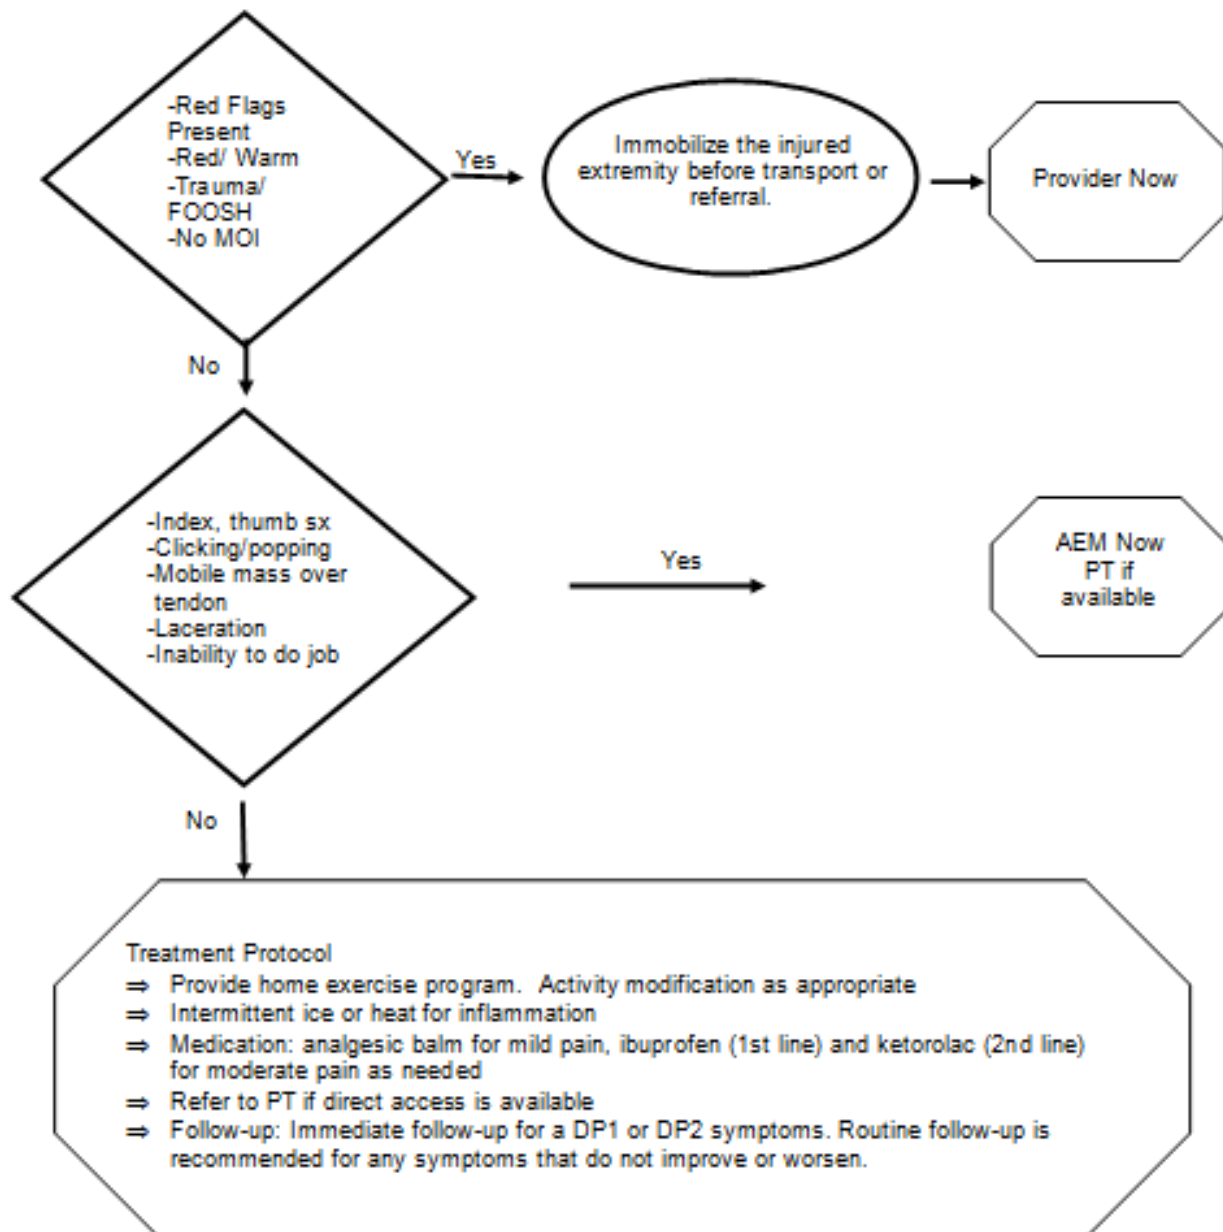 -Red Flags
Present
-Red/ Warm
-Trauma/
FOOSH
-No MOI
Yes
Immobilize the injured
extremity before transport or
referral.
Provider Now
No
-Index, thumb sx
-Clicking/popping
-Mobile mass over
tendon
-Laceration
-Inability to do job
Yes
AEM Now
PT if
available
No
Treatment Protocol
⇒ Provide home exercise program. Activity modification as appropriate
⇒ Intermittent ice or heat for inflammation
⇒ Medication: analgesic balm for mild pain, ibuprofen (1st line) and ketorolac (2nd line)
for moderate pain as needed
⇒ Refer to PT if direct access is available
⇒ Follow-up: Immediate follow-up for a DP1 or DP2 symptoms. Routine follow-up is
recommended for any symptoms that do not improve or worsen.